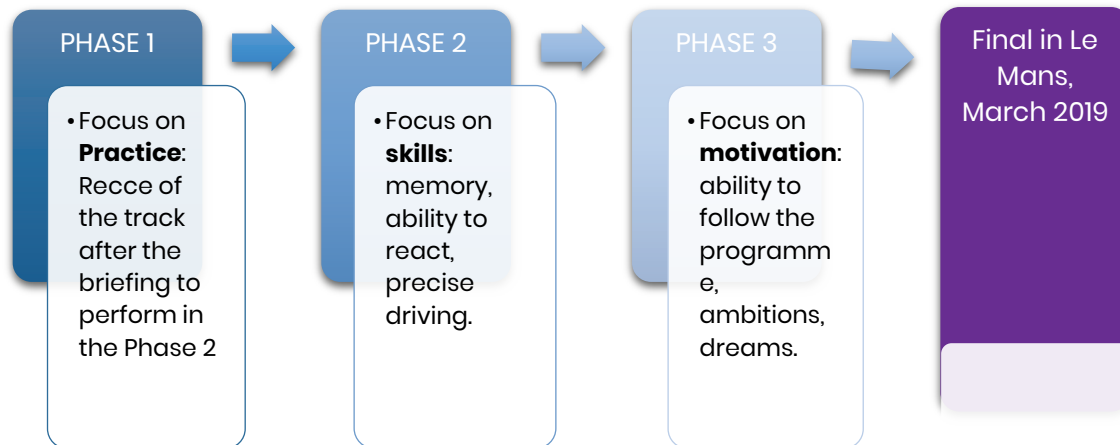 PHASE 1
• Focus on
Practice:
Recce of
the track
after the
briefing to
perform in
the Phase 2
PHASE 2
• Focus on
skills:
memory,
ability to
react,
precise
driving.
PHASE 3
• Focus on
motivation:
ability to
follow the
programm
e,
ambitions,
dreams.
Final in Le
Mans,
March 2019